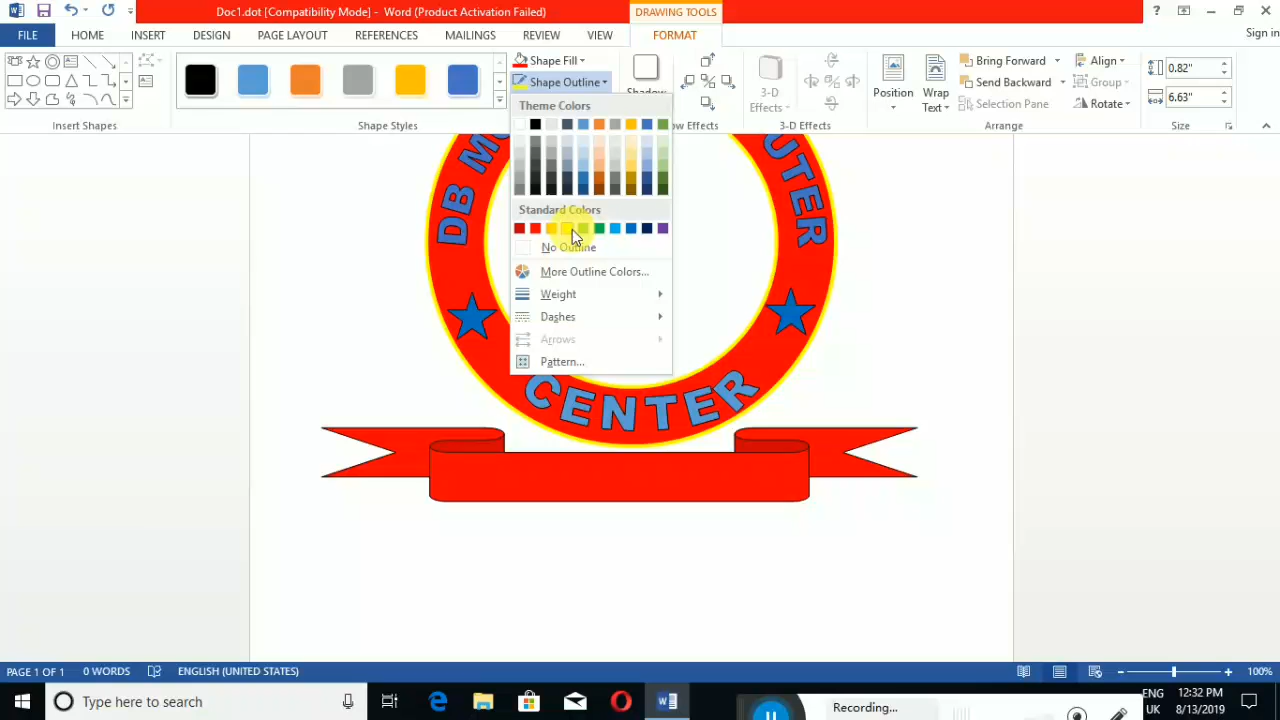 Doc1.dot [Compatibility Mode] - Word (Product Activation Failed)
DRAWING TOOLS
FILE
HOME
INSERT
DESIGN
PAGE LAYOUT
REFERENCES
MAILINGS
REVIEW
VIEW
FORMAT
Sign in
Shape Fill
Shape Outline
Shadow
3-D
Effects
Position
Wrap
Text
Bring Forward
Send Backward
Selection Pane
Align
Group
Rotate
0.82"
6.63"
Insert Shapes
Shape Styles
3-D Effects
Arrange
Size
Theme Colors
Standard Colors
No Outline
More Outline Colors...
Weight
Dashes
Arrows
Pattern...
DB
CENTER
PAGE 1 OF 1
0 WORDS
ENGLISH (UNITED STATES)
100%
Type here to search
Recording...
ENG
UK
12:32 PM
8/13/2019